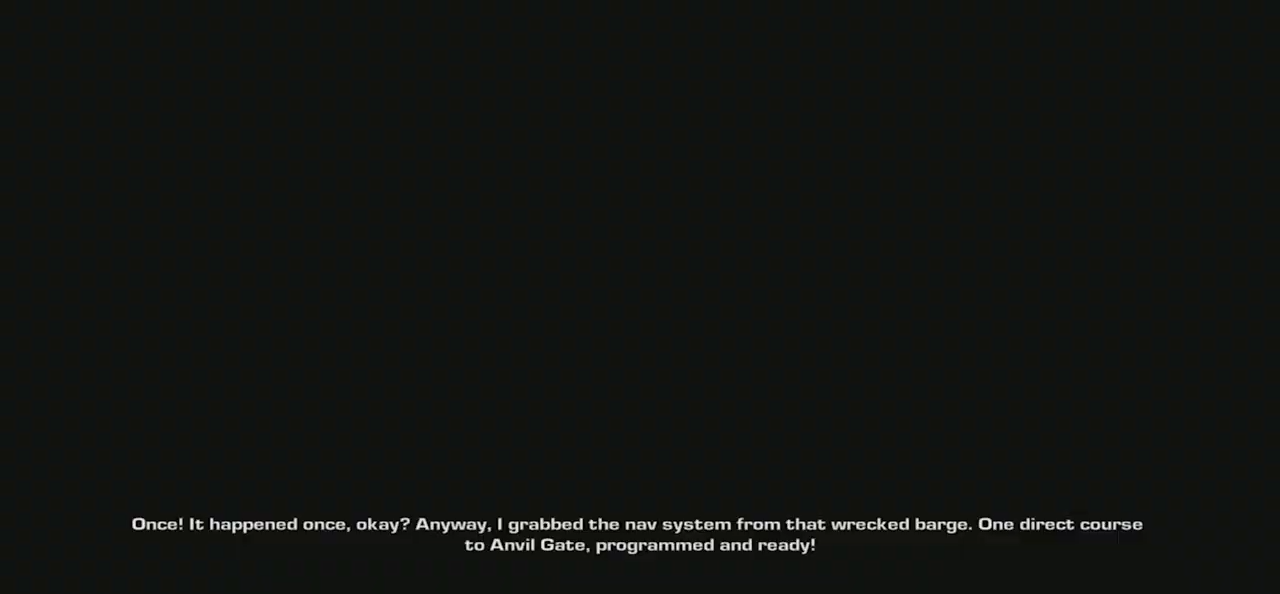 Once! It happened once, okay? Anyway, I grabbed the nav system from that wrecked barge. One direct course
to Anvil Gate, programmed and ready!